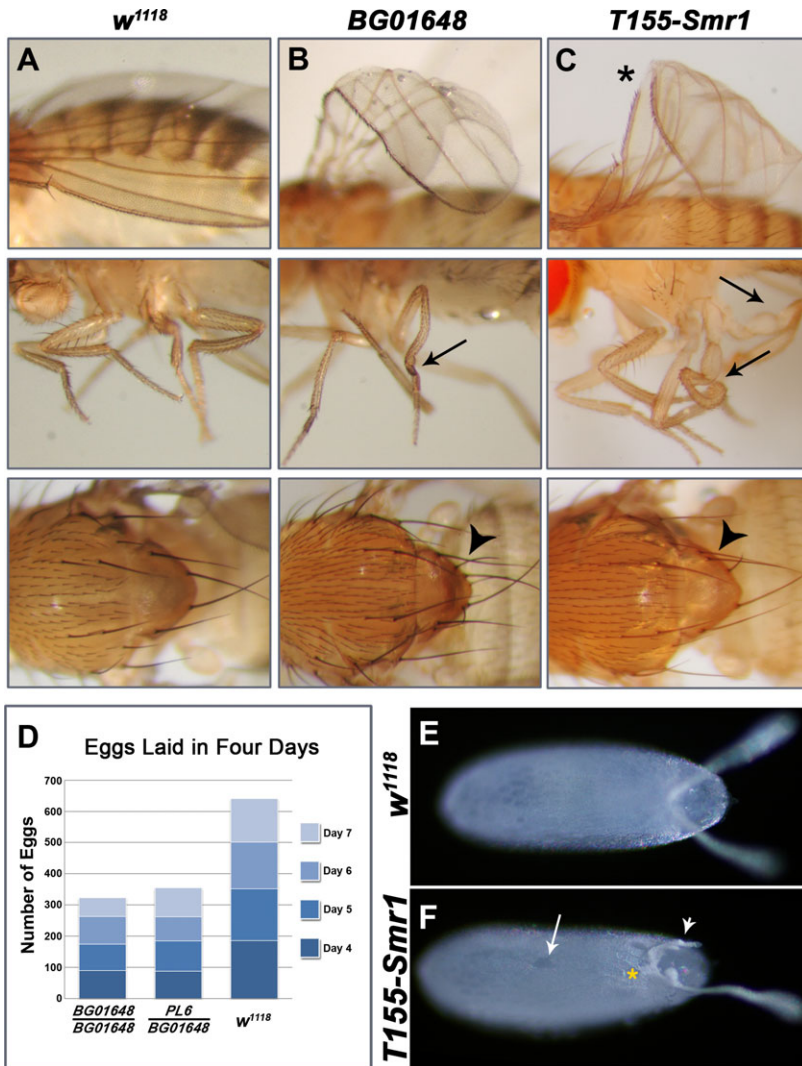 w1118 BG01648 T155-Smr1
A B C *
D
Eggs Laid in Four Days
Number of Eggs
700
600
500
400
300
200
100
0
Day 7
Day 6
Day 5
Day 4
BG01648 PL6 w1118
BG01648 BG01648
E
w1118
F
T155-Smr1
*